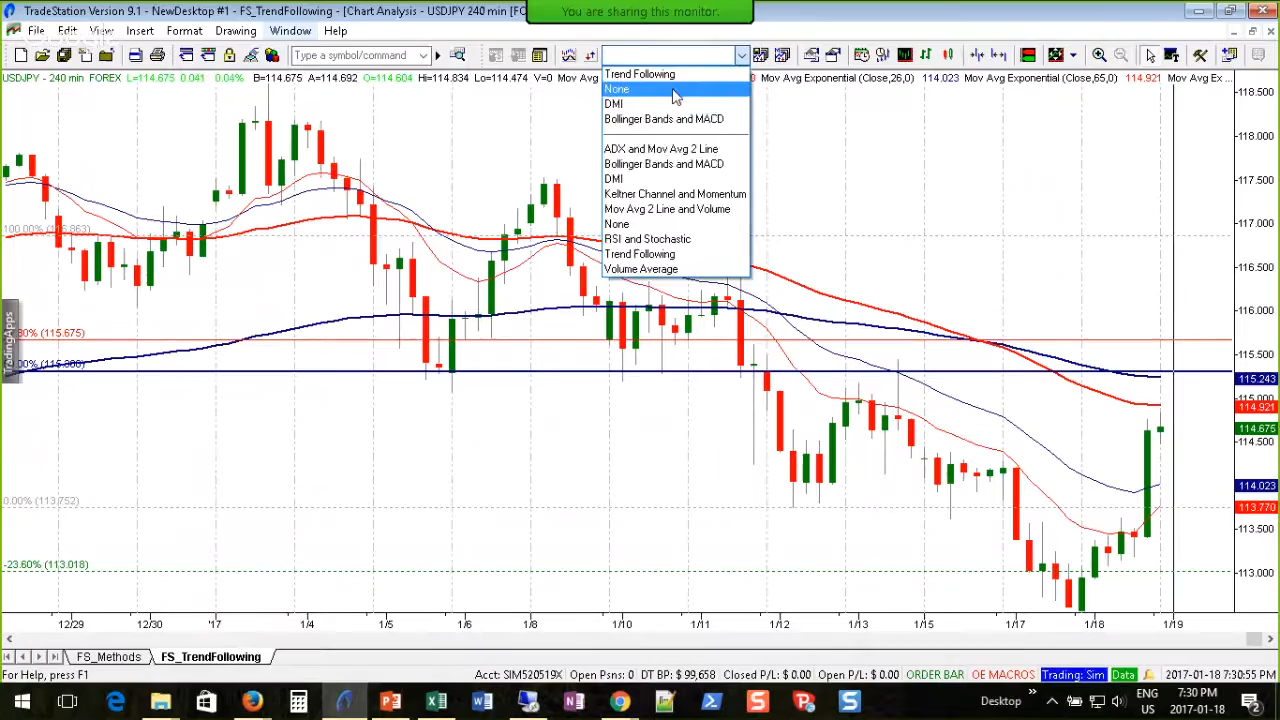 TradeStation Version 9.1 - NewDesktop #1 - FS_TrendFollowing - [Chart Analysis - USDJPY 240 min [FO
You are sharing this monitor.
File View Insert Format Drawing Window Help
Type a symbol/command
USDJPY - 240 min FOREX L=114.675 0.041 0.04% B=114.675 A=114.692 O=114.604 Hi=114.834 Lo=114.474 V=0 Mov Avg
0 Mov Avg Exponential (Close,26,0) 114.023 Mov Avg Exponential (Close,65,0) 114.921 Mov Avg Ex ...
Trend Following
None
DMI
Bollinger Bands and MACD
ADX and Mov Avg 2 Line
Bollinger Bands and MACD
DMI
Keltner Channel and Momentum
Mov Avg 2 Line and Volume
None
RSI and Stochastic
Trend Following
Volume Average
118.500
118.000
117.500
117.000
116.500
116.000
115.500
115.243
115.000
114.921
114.675
114.500
114.023
113.770
113.500
113.000
TradingApps
0.00% (113.752)
-23.60% (113.018)
12/29 12/30 '17 1/4 1/5 1/8 1/10 1/12 1/13 1/15 1/17 1/18 1/19
FS_Methods FS_TrendFollowing
For Help, press F1
Acct: SIM520519X Open Posns: 0 DT BP: $ 99,658 Closed P/L: $ 0.00 Open P/L: $ 0.00 ORDER BAR OE MACROS Trading: Sim Data 2017-01-18 7:30:55 PM
Desktop
ENG
US
7:30 PM
2017-01-18
2